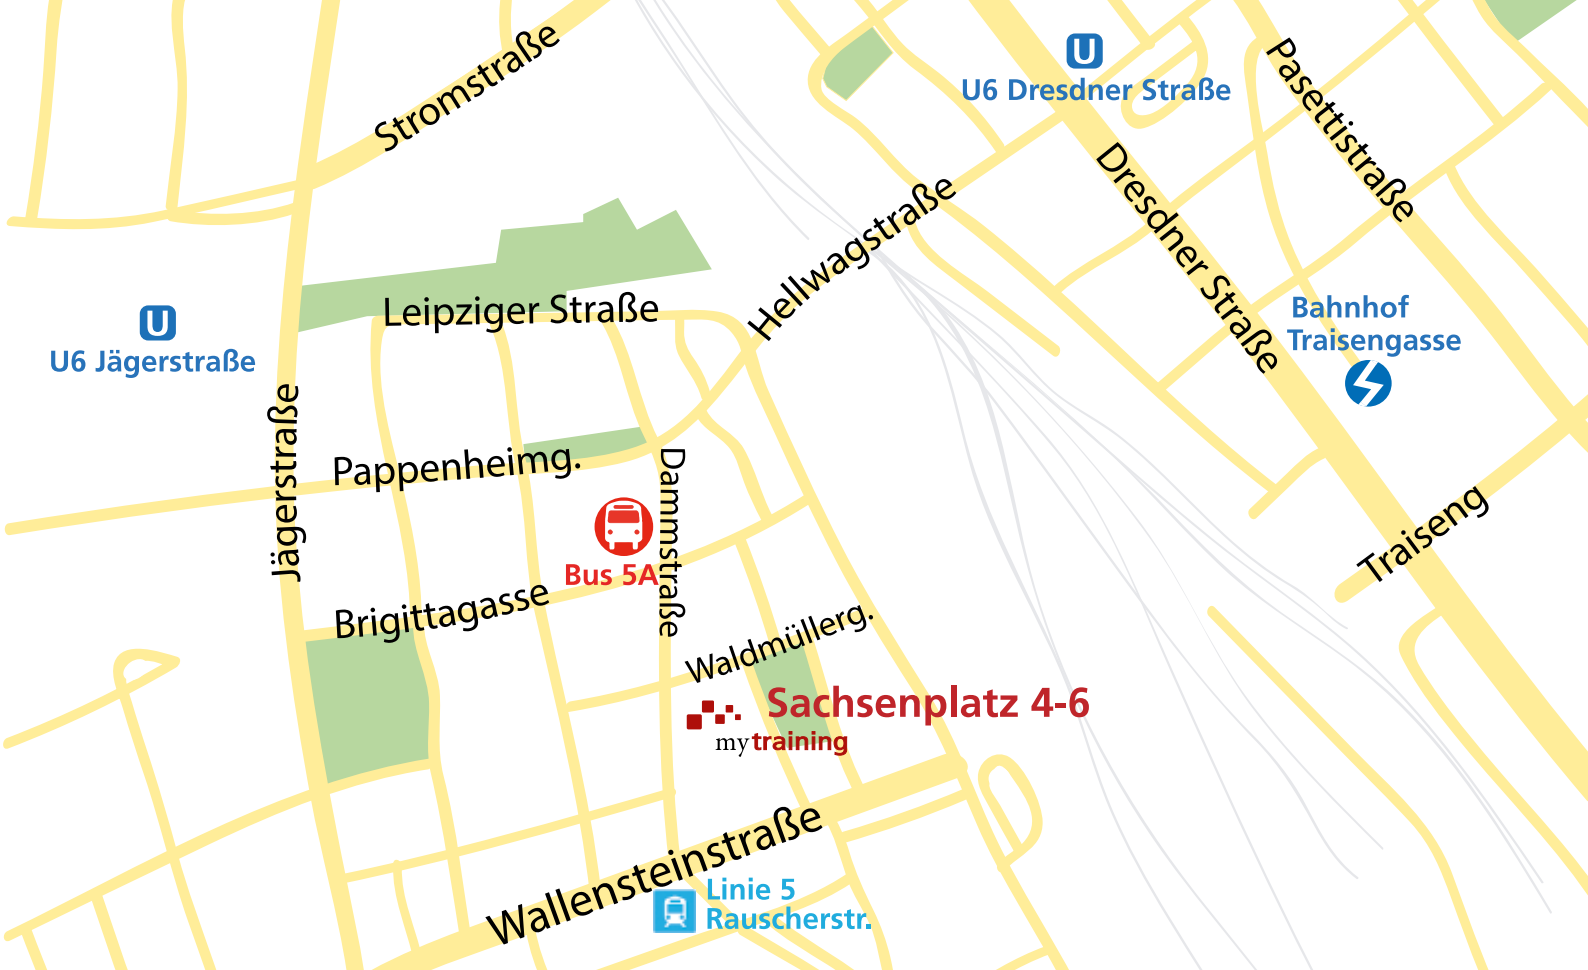 Stromstraße
U
U6 Dresdner Straße
Pasettistraße
Dresdner Straße
Hellwagstraße
Leipziger Straße
U
U6 Jägerstraße
Bahnhof
Traisengasse
Jägerstraße
Pappenheimg.
Dammstraße
Bus 5A
Traiseng
Brigittagasse
Waldmüllerg.
Sachsenplatz 4-6
my training
Wallensteinstraße
Linie 5
Rauscherstr.